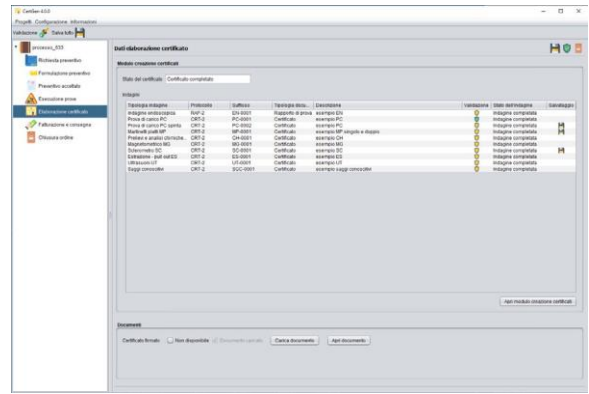 CertGen 4.0.0
Progetti Configurazione Informazioni
Validazione Salva tutto
processo_033
Richiesta preventivo
Formulazione preventivo
Preventivo accettato
Esecuzione prove
Elaborazione certificato
Fatturazione e consegna
Chiusura ordine
Dati elaborazione certificato
Modulo creazione certificati
Stato del certificato Certificato completato
Indagini
Tipologia indagine Protocollo Suffisso Tipologia docu... Descrizione Validazione Stato dell'indagine Salvataggio
Indagine endoscopica RAP-2 EN-0001 Rapporto di prova esempio EN Indagine completata
Prova di carico PC CRT-2 PC-0001 Certificato esempio PC Indagine completata
Prova di carico PC spinta CRT-2 PC-0002 Certificato esempio PC Indagine completata
Martinetti piatti MP CRT-2 MP-0001 Certificato esempio MP singolo e doppio Indagine completata
Prelievi e analisi chimiche... CRT-2 CH-0001 Certificato esempio CH Indagine completata
Magnetometrico MG CRT-2 MG-0001 Certificato esempio MG Indagine completata
Sclerometro SC CRT-2 SC-0001 Certificato esempio SC Indagine completata
Estrazione - pull out ES CRT-2 ES-0001 Certificato esempio ES Indagine completata
Ultrasuoni UT CRT-2 UT-0001 Certificato esempio UT Indagine completata
Saggi conoscitivi CRT-2 SGC-0001 Certificato esempio saggi conoscitivi Indagine completata
Apri modulo creazione certificati
Documenti
Certificato firmato Non disponibile Documento caricato Carica documento Apri documento